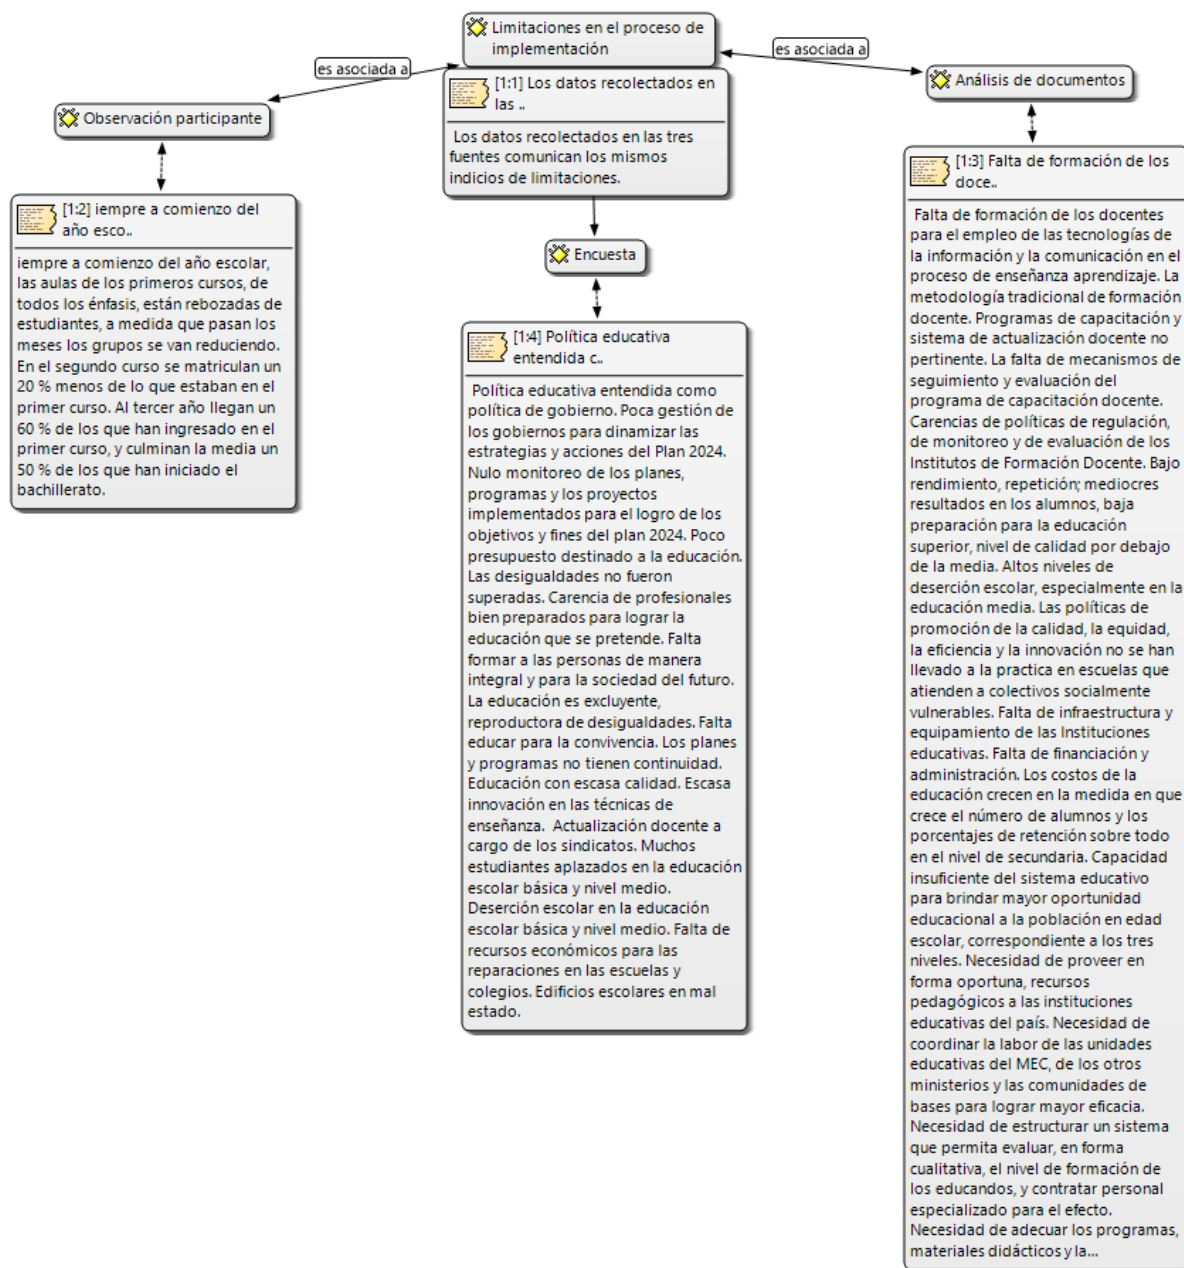 Limitaciones en el proceso de
implementación
es asociada a
es asociada a
[1:1] Los datos recolectados en
las ..
Los datos recolectados en las tres
fuentes comunican los mismos
indicios de limitaciones.
Observación participante
[1:2] iempre a comienzo del
año esco..
iempre a comienzo del año escolar,
las aulas de los primeros cursos, de
todos los énfasis, están rebozadas de
estudiantes, a medida que pasan los
meses los grupos se van reduciendo.
En el segundo curso se matriculan un
20 % menos de lo que estaban en el
primer curso. Al tercer año llegan un
60 % de los que han ingresado en el
primer curso, y culminan la media un
50 % de los que han iniciado el
bachillerato.
Encuesta
[1:4] Política educativa
entendida c..
Política educativa entendida como
política de gobierno. Poca gestión de
los gobiernos para dinamizar las
estrategias y acciones del Plan 2024.
Nulo monitoreo de los planes,
programas y los proyectos
implementados para el logro de los
objetivos y fines del plan 2024. Poco
presupuesto destinado a la educación.
Las desigualdades no fueron
superadas. Carencia de profesionales
bien preparados para lograr la
educación que se pretende. Falta
formar a las personas de manera
integral y para la sociedad del futuro.
La educación es excluyente,
reproductora de desigualdades. Falta
educar para la convivencia. Los planes
y programas no tienen continuidad.
Educación con escasa calidad. Escasa
innovación en las técnicas de
enseñanza.  Actualización docente a
cargo de los sindicatos. Muchos
estudiantes aplazados en la educación
escolar básica y nivel medio.
Deserción escolar en la educación
escolar básica y nivel medio. Falta de
recursos económicos para las
reparaciones en las escuelas y
colegios. Edificios escolares en mal
estado.
Análisis de documentos
[1:3] Falta de formación de los
doce..
Falta de formación de los docentes
para el empleo de las tecnologías de
la información y la comunicación en el
proceso de enseñanza aprendizaje. La
metodología tradicional de formación
docente. Programas de capacitación y
sistema de actualización docente no
pertinente. La falta de mecanismos de
seguimiento y evaluación del
programa de capacitación docente.
Carencias de políticas de regulación,
de monitoreo y de evaluación de los
Institutos de Formación Docente. Bajo
rendimiento, repetición; mediocres
resultados en los alumnos, baja
preparación para la educación
superior, nivel de calidad por debajo
de la media. Altos niveles de
deserción escolar, especialmente en la
educación media. Las políticas de
promoción de la calidad, la equidad,
la eficiencia y la innovación no se han
llevado a la practica en escuelas que
atienden a colectivos socialmente
vulnerables. Falta de infraestructura y
equipamiento de las Instituciones
educativas. Falta de financiación y
administración. Los costos de la
educación crecen en la medida en que
crece el número de alumnos y los
porcentajes de retención sobre todo
en el nivel de secundaria. Capacidad
insuficiente del sistema educativo
para brindar mayor oportunidad
educacional a la población en edad
escolar, correspondiente a los tres
niveles. Necesidad de proveer en
forma oportuna, recursos
pedagógicos a las instituciones
educativas del país. Necesidad de
coordinar la labor de las unidades
educativas del MEC, de los otros
ministerios y las comunidades de
bases para lograr mayor eficacia.
Necesidad de estructurar un sistema
que permita evaluar, en forma
cualitativa, el nivel de formación de
los educandos, y contratar personal
especializado para el efecto.
Necesidad de adecuar los programas,
materiales didácticos y la...